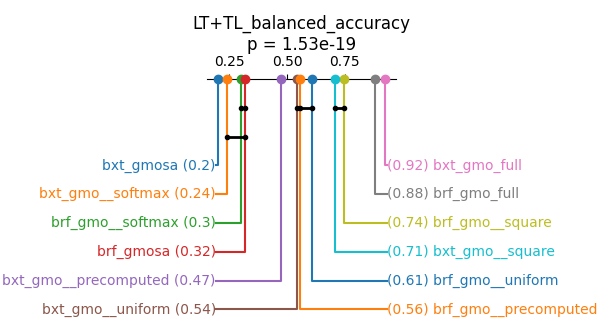 LT+TL_balanced_accuracy
p = 1.53e-19
0.25 0.50 0.75
bxt_gmosa (0.2) (0.92) bxt_gmo_full
bxt_gmo__softmax (0.24) (0.88) brf_gmo_full
brf_gmo__softmax (0.3) (0.74) brf_gmo__square
brf_gmosa (0.32) (0.71) bxt_gmo__square
bxt_gmo__precomputed (0.47) (0.61) brf_gmo__uniform
bxt_gmo__uniform (0.54) (0.56) brf_gmo__precomputed